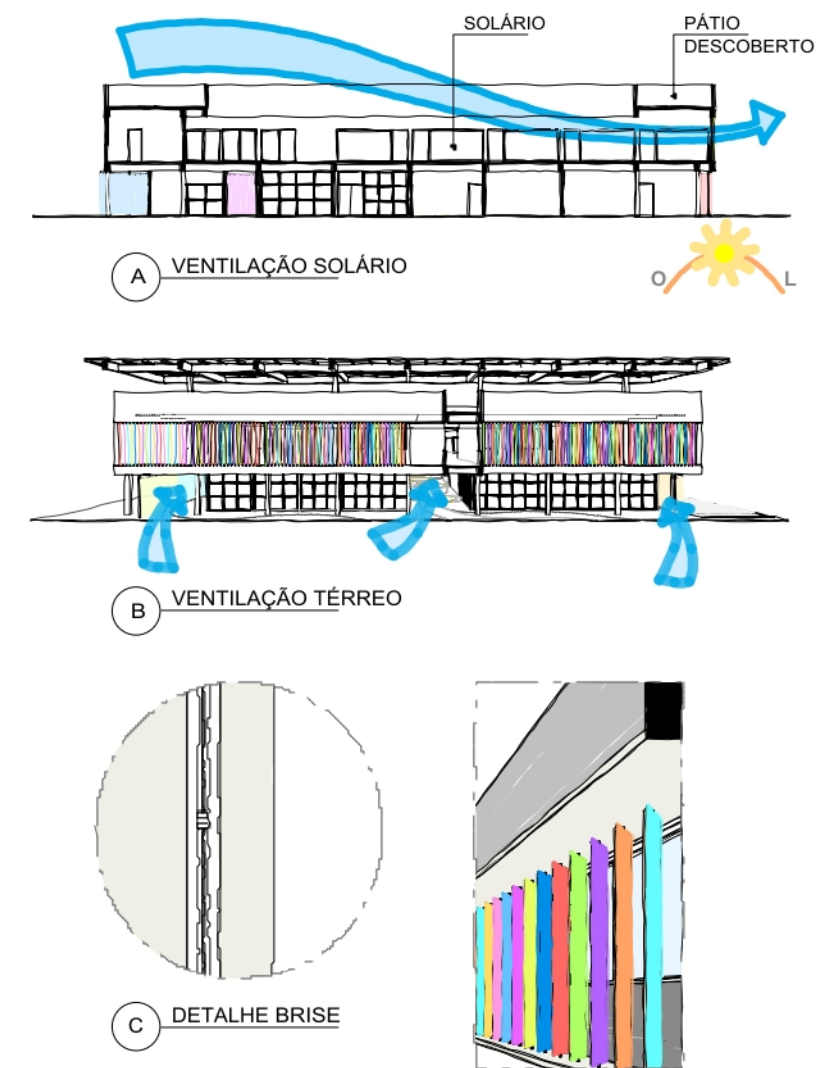 SOLÁRIO
PÁTIO
DESCOBERTO
A
VENTILAÇÃO SOLÁRIO
O
L
B
VENTILAÇÃO TÉRREO
C
DETALHE BRISE